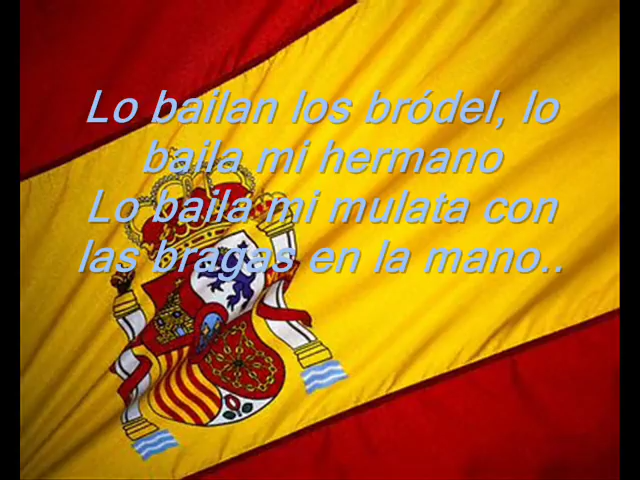 Lo bailan los bródel, lo
baila mi hermano
Lo baila mi mulata con
las bragas en la mano..